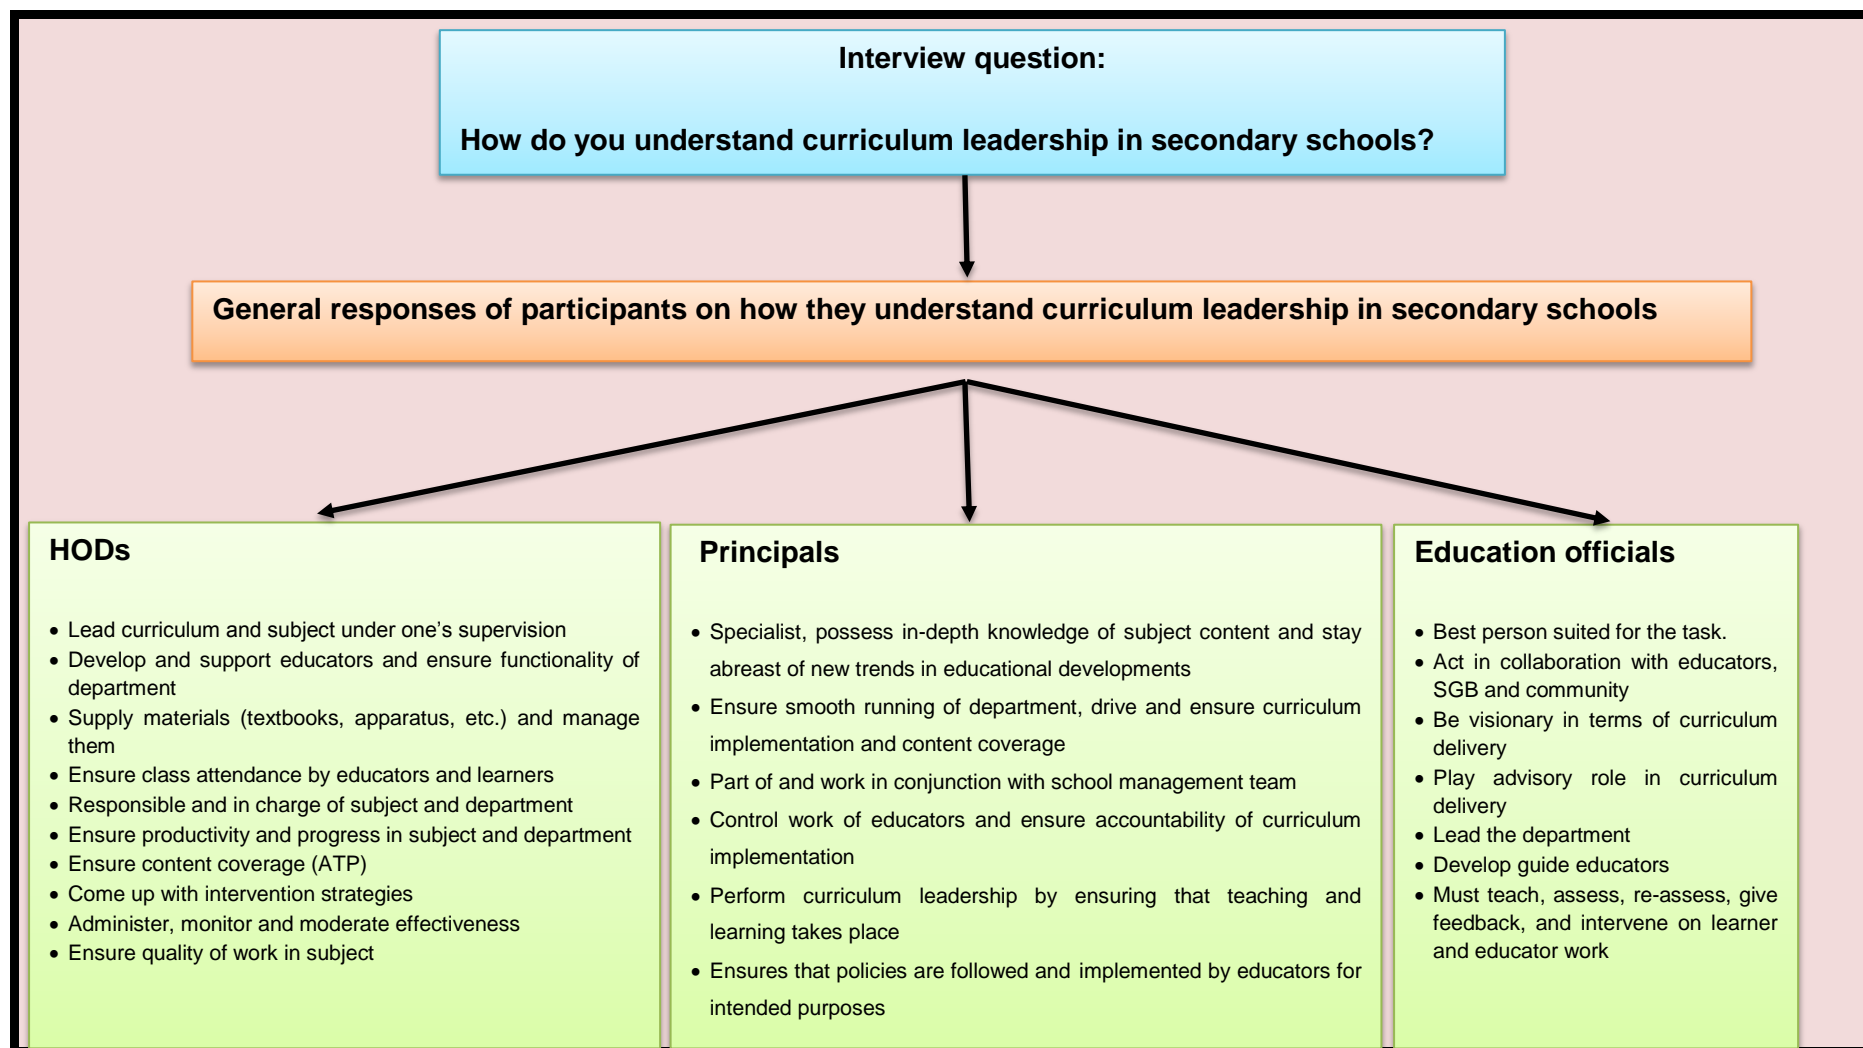 Interview question:
How do you understand curriculum leadership in secondary schools?
General responses of participants on how they understand curriculum leadership in secondary schools
HODs
• Lead curriculum and subject under one’s supervision
• Develop and support educators and ensure functionality of
department
• Supply materials (textbooks, apparatus, etc.) and manage
them
• Ensure class attendance by educators and learners
• Responsible and in charge of subject and department
• Ensure productivity and progress in subject and department
• Ensure content coverage (ATP)
• Come up with intervention strategies
• Administer, monitor and moderate effectiveness
• Ensure quality of work in subject
Principals
• Specialist, possess in-depth knowledge of subject content and stay
abreast of new trends in educational developments
• Ensure smooth running of department, drive and ensure curriculum
implementation and content coverage
• Part of and work in conjunction with school management team
• Control work of educators and ensure accountability of curriculum
implementation
• Perform curriculum leadership by ensuring that teaching and
learning takes place
• Ensures that policies are followed and implemented by educators for
intended purposes
Education officials
• Best person suited for the task.
• Act in collaboration with educators,
SGB and community
• Be visionary in terms of curriculum
delivery
• Play advisory role in curriculum
delivery
• Lead the department
• Develop guide educators
• Must teach, assess, re-assess, give
feedback, and intervene on learner
and educator work